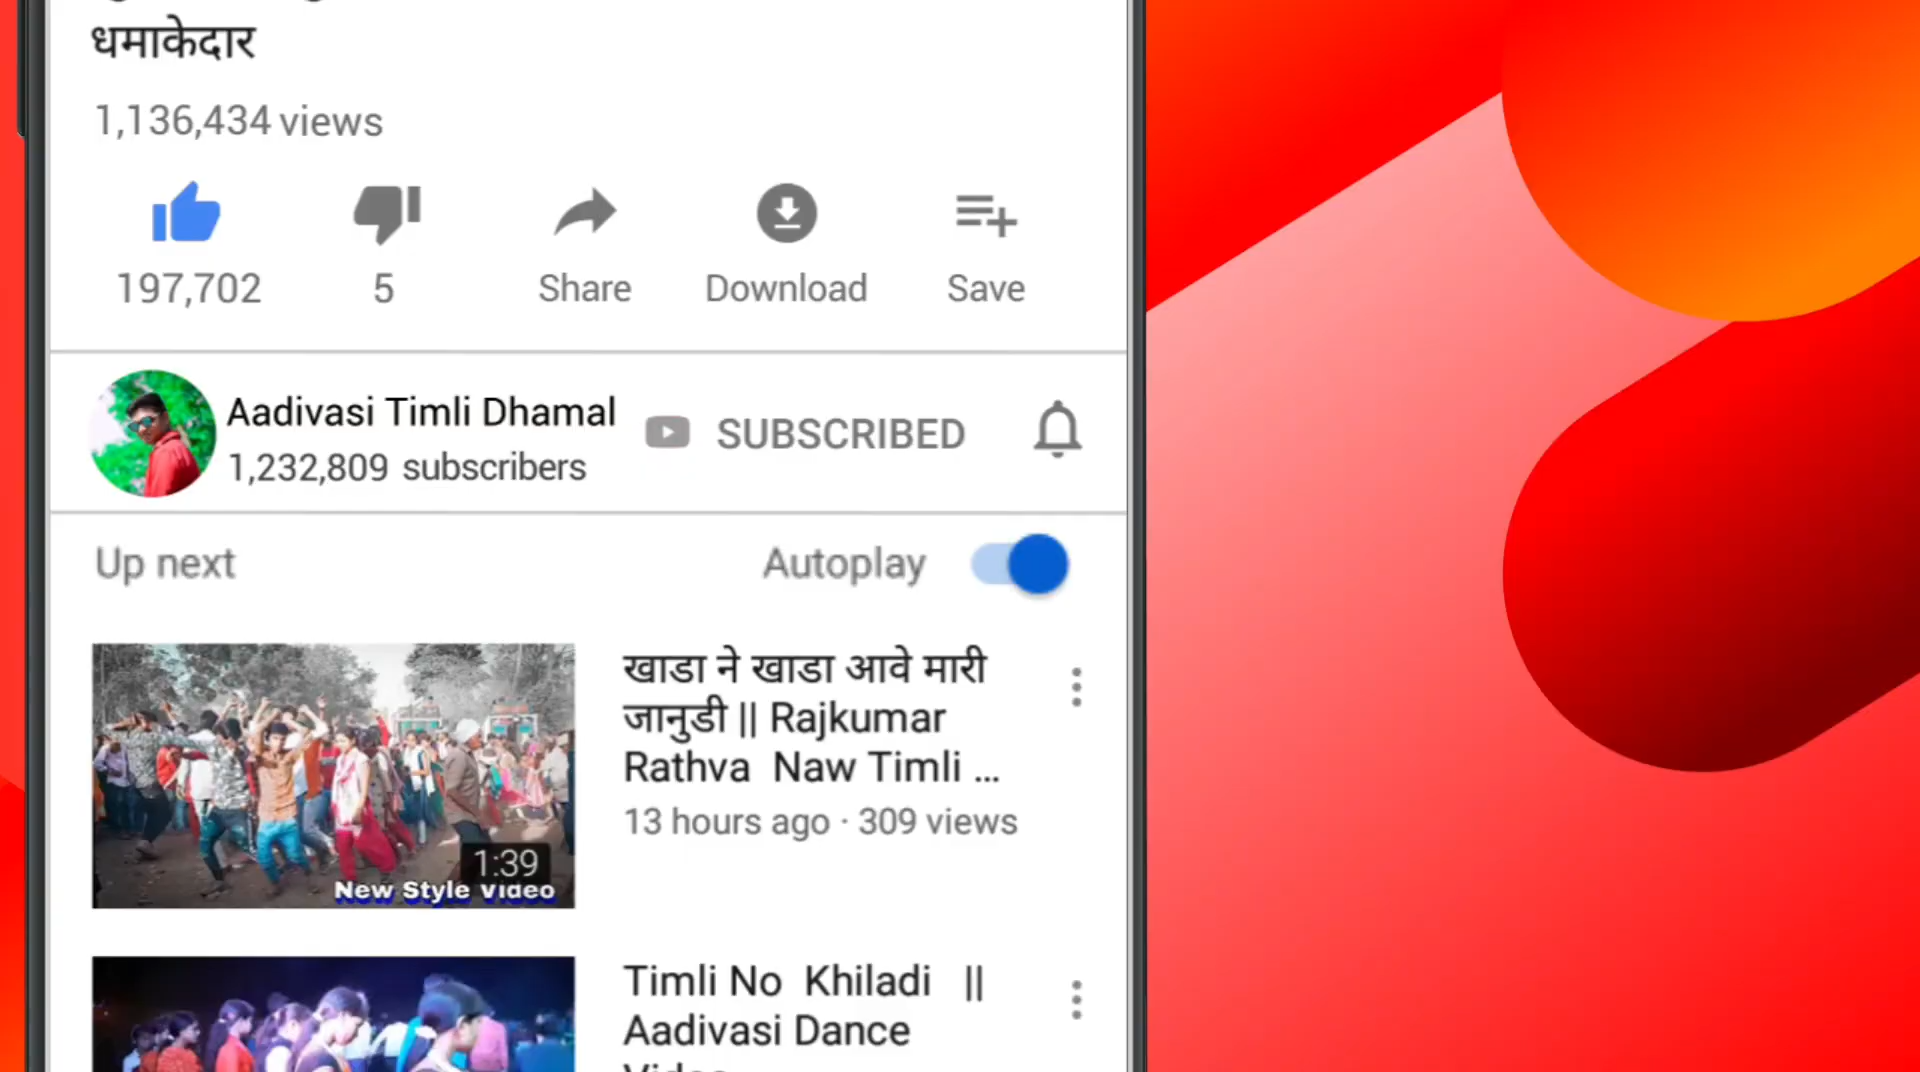 धमाकेदार
1,136,434 views
197,702
5
Share
Download
Save
Aadivasi Timli Dhamal
1,232,809 subscribers
SUBSCRIBED
Up next
Autoplay
खाडा ने खाडा आवे मारी
जानुडी || Rajkumar
Rathva Naw Timli ...
13 hours ago · 309 views
1:39
New Style Video
Timli No Khiladi ||
Aadivasi Dance